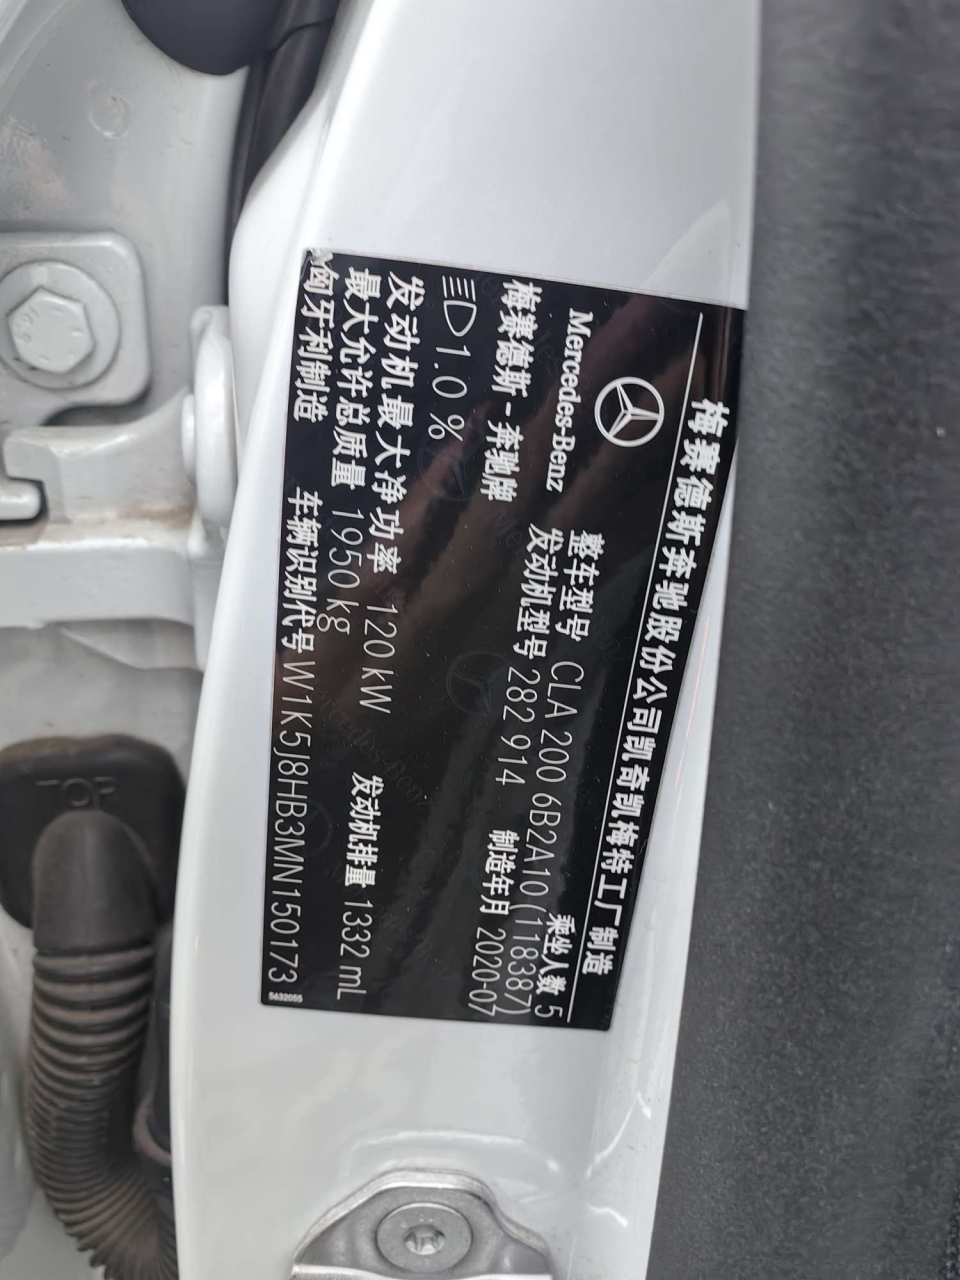 梅赛德斯奔驰股份公司凯奇凯梅特工厂制造
乘坐人数 5
Mercedes-Benz
整车型号 CLA 200 6B2A10 (118387)
梅赛德斯-奔驰牌
发动机型号 282 914
制造年月 2020-07
1.0 %
发动机最大净功率 120 kW
发动机排量 1332 mL
最大允许总质量 1950 kg
匈牙利制造
车辆识别代号 W1K5J8HB3MN150173
5632055
TOP